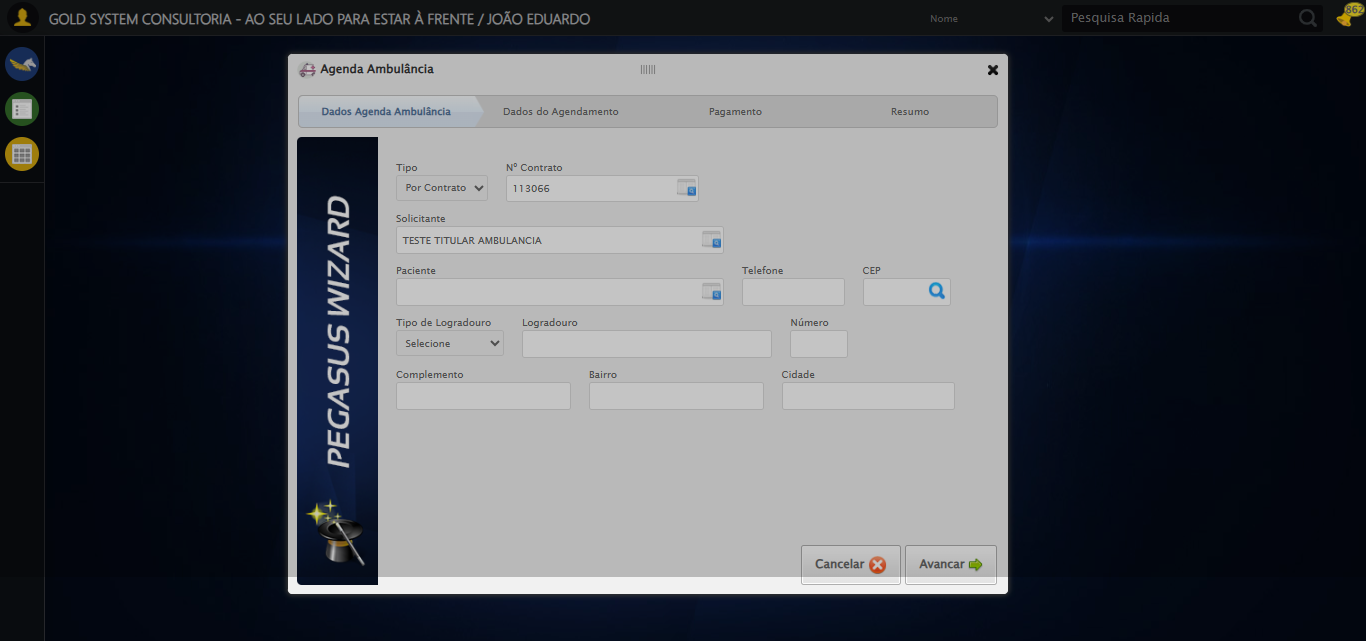 GOLD SYSTEM CONSULTORIA - AO SEU LADO PARA ESTAR À FRENTE / JOÃO EDUARDO
Nome
Pesquisa Rapida
862
Agenda Ambulância
Dados Agenda Ambulância
Dados do Agendamento
Pagamento
Resumo
PEGASUS WIZARD
Tipo
Nº Contrato
Por Contrato
113066
Solicitante
TESTE TITULAR AMBULANCIA
Paciente
Telefone
CEP
Tipo de Logradouro
Logradouro
Número
Selecione
Complemento
Bairro
Cidade
Cancelar
Avancar